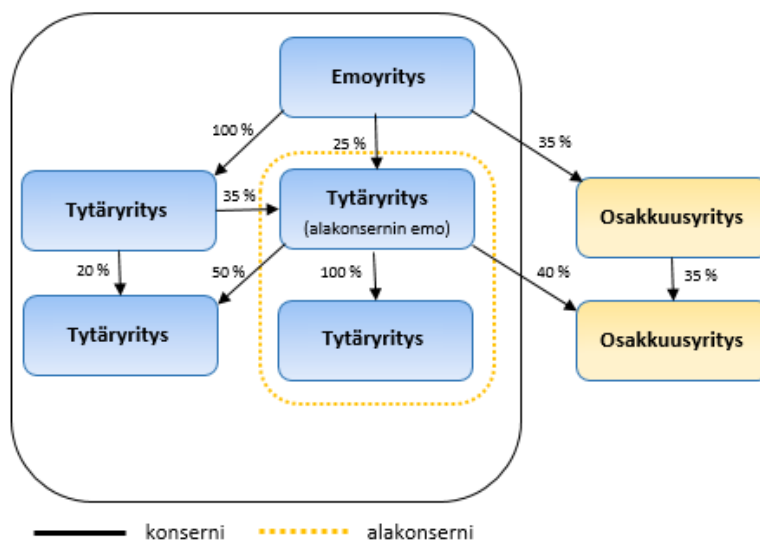 Emoyritys
100 %
25 %
35 %
Tytäryritys
35 %
Tytäryritys
(alakonsernin emo)
Osakkuusyritys
20 %
50 %
100 %
40 %
35 %
Tytäryritys
Tytäryritys
Osakkuusyritys
konserni
alakonserni